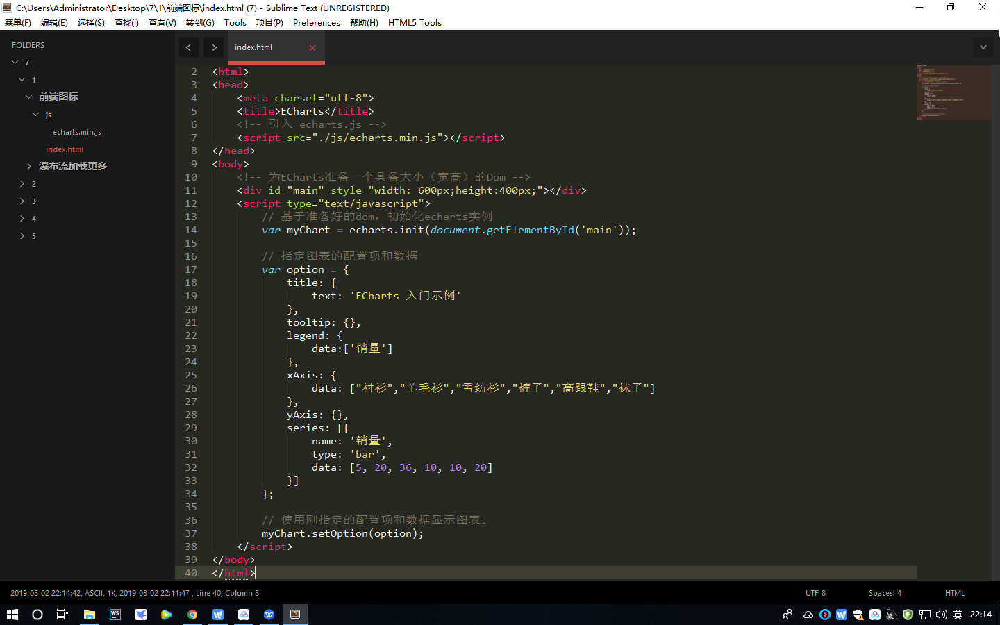 C:\Users\Administrator\Desktop\7\1\前端图标\index.html (7) - Sublime Text (UNREGISTERED)
菜单(F) 编辑(E) 选择(S) 查找(i) 查看(V) 转到(G) Tools 项目(P) Preferences 帮助(H) HTML5 Tools
FOLDERS
7
1
前端图标
js
echarts.min.js
index.html
瀑布流加载更多
2
3
4
5
index.html
2 <html>
3 <head>
4     <meta charset="utf-8">
5     <title>ECharts</title>
6     <!-- 引入 echarts.js -->
7     <script src="./js/echarts.min.js"></script>
8 </head>
9 <body>
10     <!-- 为ECharts准备一个具备大小（宽高）的Dom -->
11     <div id="main" style="width: 600px;height:400px;"></div>
12     <script type="text/javascript">
13         // 基于准备好的dom，初始化echarts实例
14         var myChart = echarts.init(document.getElementById('main'));
15
16         // 指定图表的配置项和数据
17         var option = {
18             title: {
19                 text: 'ECharts 入门示例'
20             },
21             tooltip: {},
22             legend: {
23                 data:['销量']
24             },
25             xAxis: {
26                 data: ["衬衫","羊毛衫","雪纺衫","裤子","高跟鞋","袜子"]
27             },
28             yAxis: {},
29             series: [{
30                 name: '销量',
31                 type: 'bar',
32                 data: [5, 20, 36, 10, 10, 20]
33             }]
34         };
35
36         // 使用刚指定的配置项和数据显示图表。
37         myChart.setOption(option);
38     </script>
39 </body>
40 </html>
2019-08-02 22:14:42, ASCII, 1K, 2019-08-02 22:11:47 , Line 40, Column 8 UTF-8 Spaces: 4 HTML
WS
英 22:14